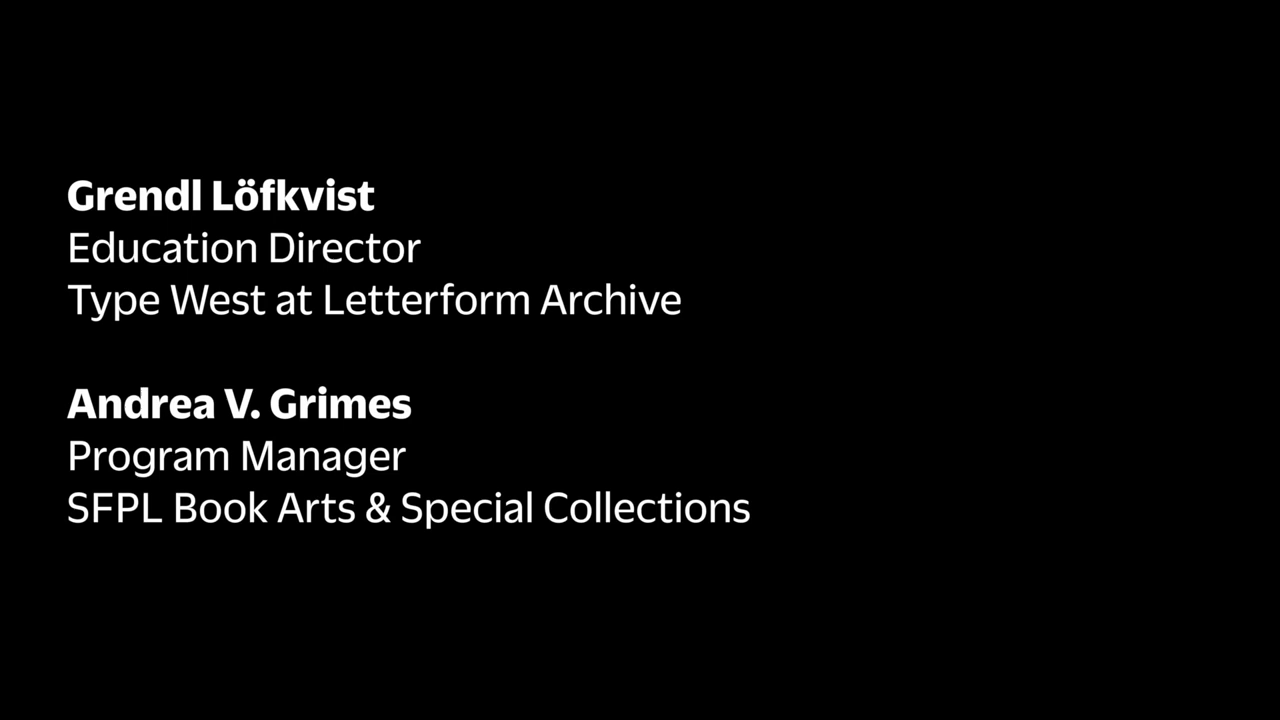 Grendl Löfkvist
Education Director
Type West at Letterform Archive
Andrea V. Grimes
Program Manager
SFPL Book Arts & Special Collections